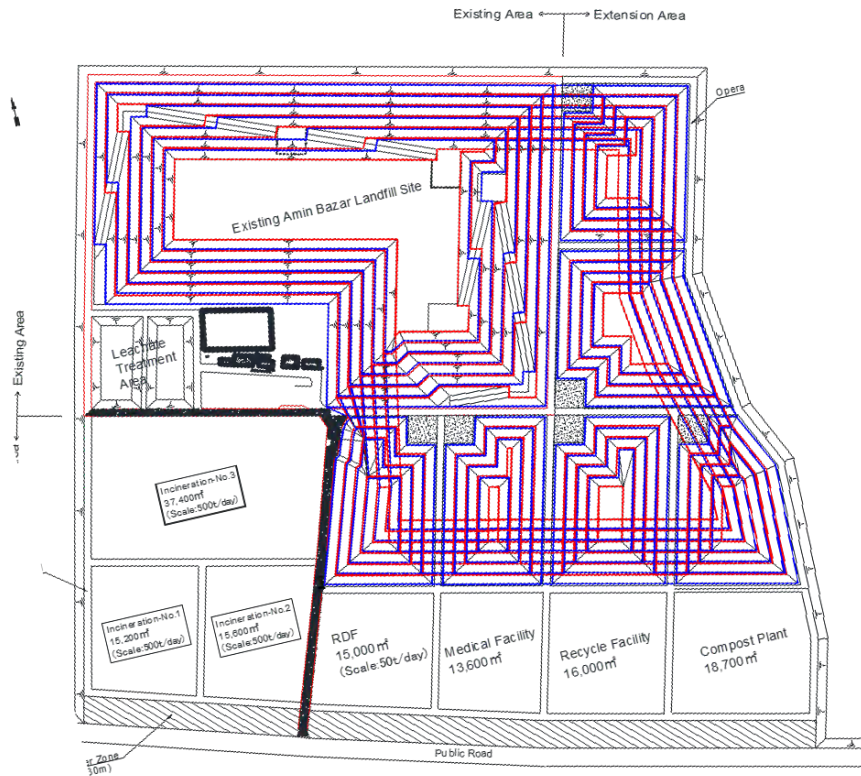 Existing Area
Extension Area
Opera
Existing Amin Bazar Landfill Site
Leachate
Treatment
Area
Existing Area
Incineration-No.3
37,400㎡
(Scale:500t/day)
Incineration-No.1
15,200㎡
(Scale:500t/day)
Incineration-No.2
15,600㎡
(Scale:500t/day)
RDF
15,000㎡
(Scale:50t/day)
Medical Facility
13,600㎡
Recycle Facility
16,000㎡
Compost Plant
18,700㎡
er Zone
30m)
Public Road